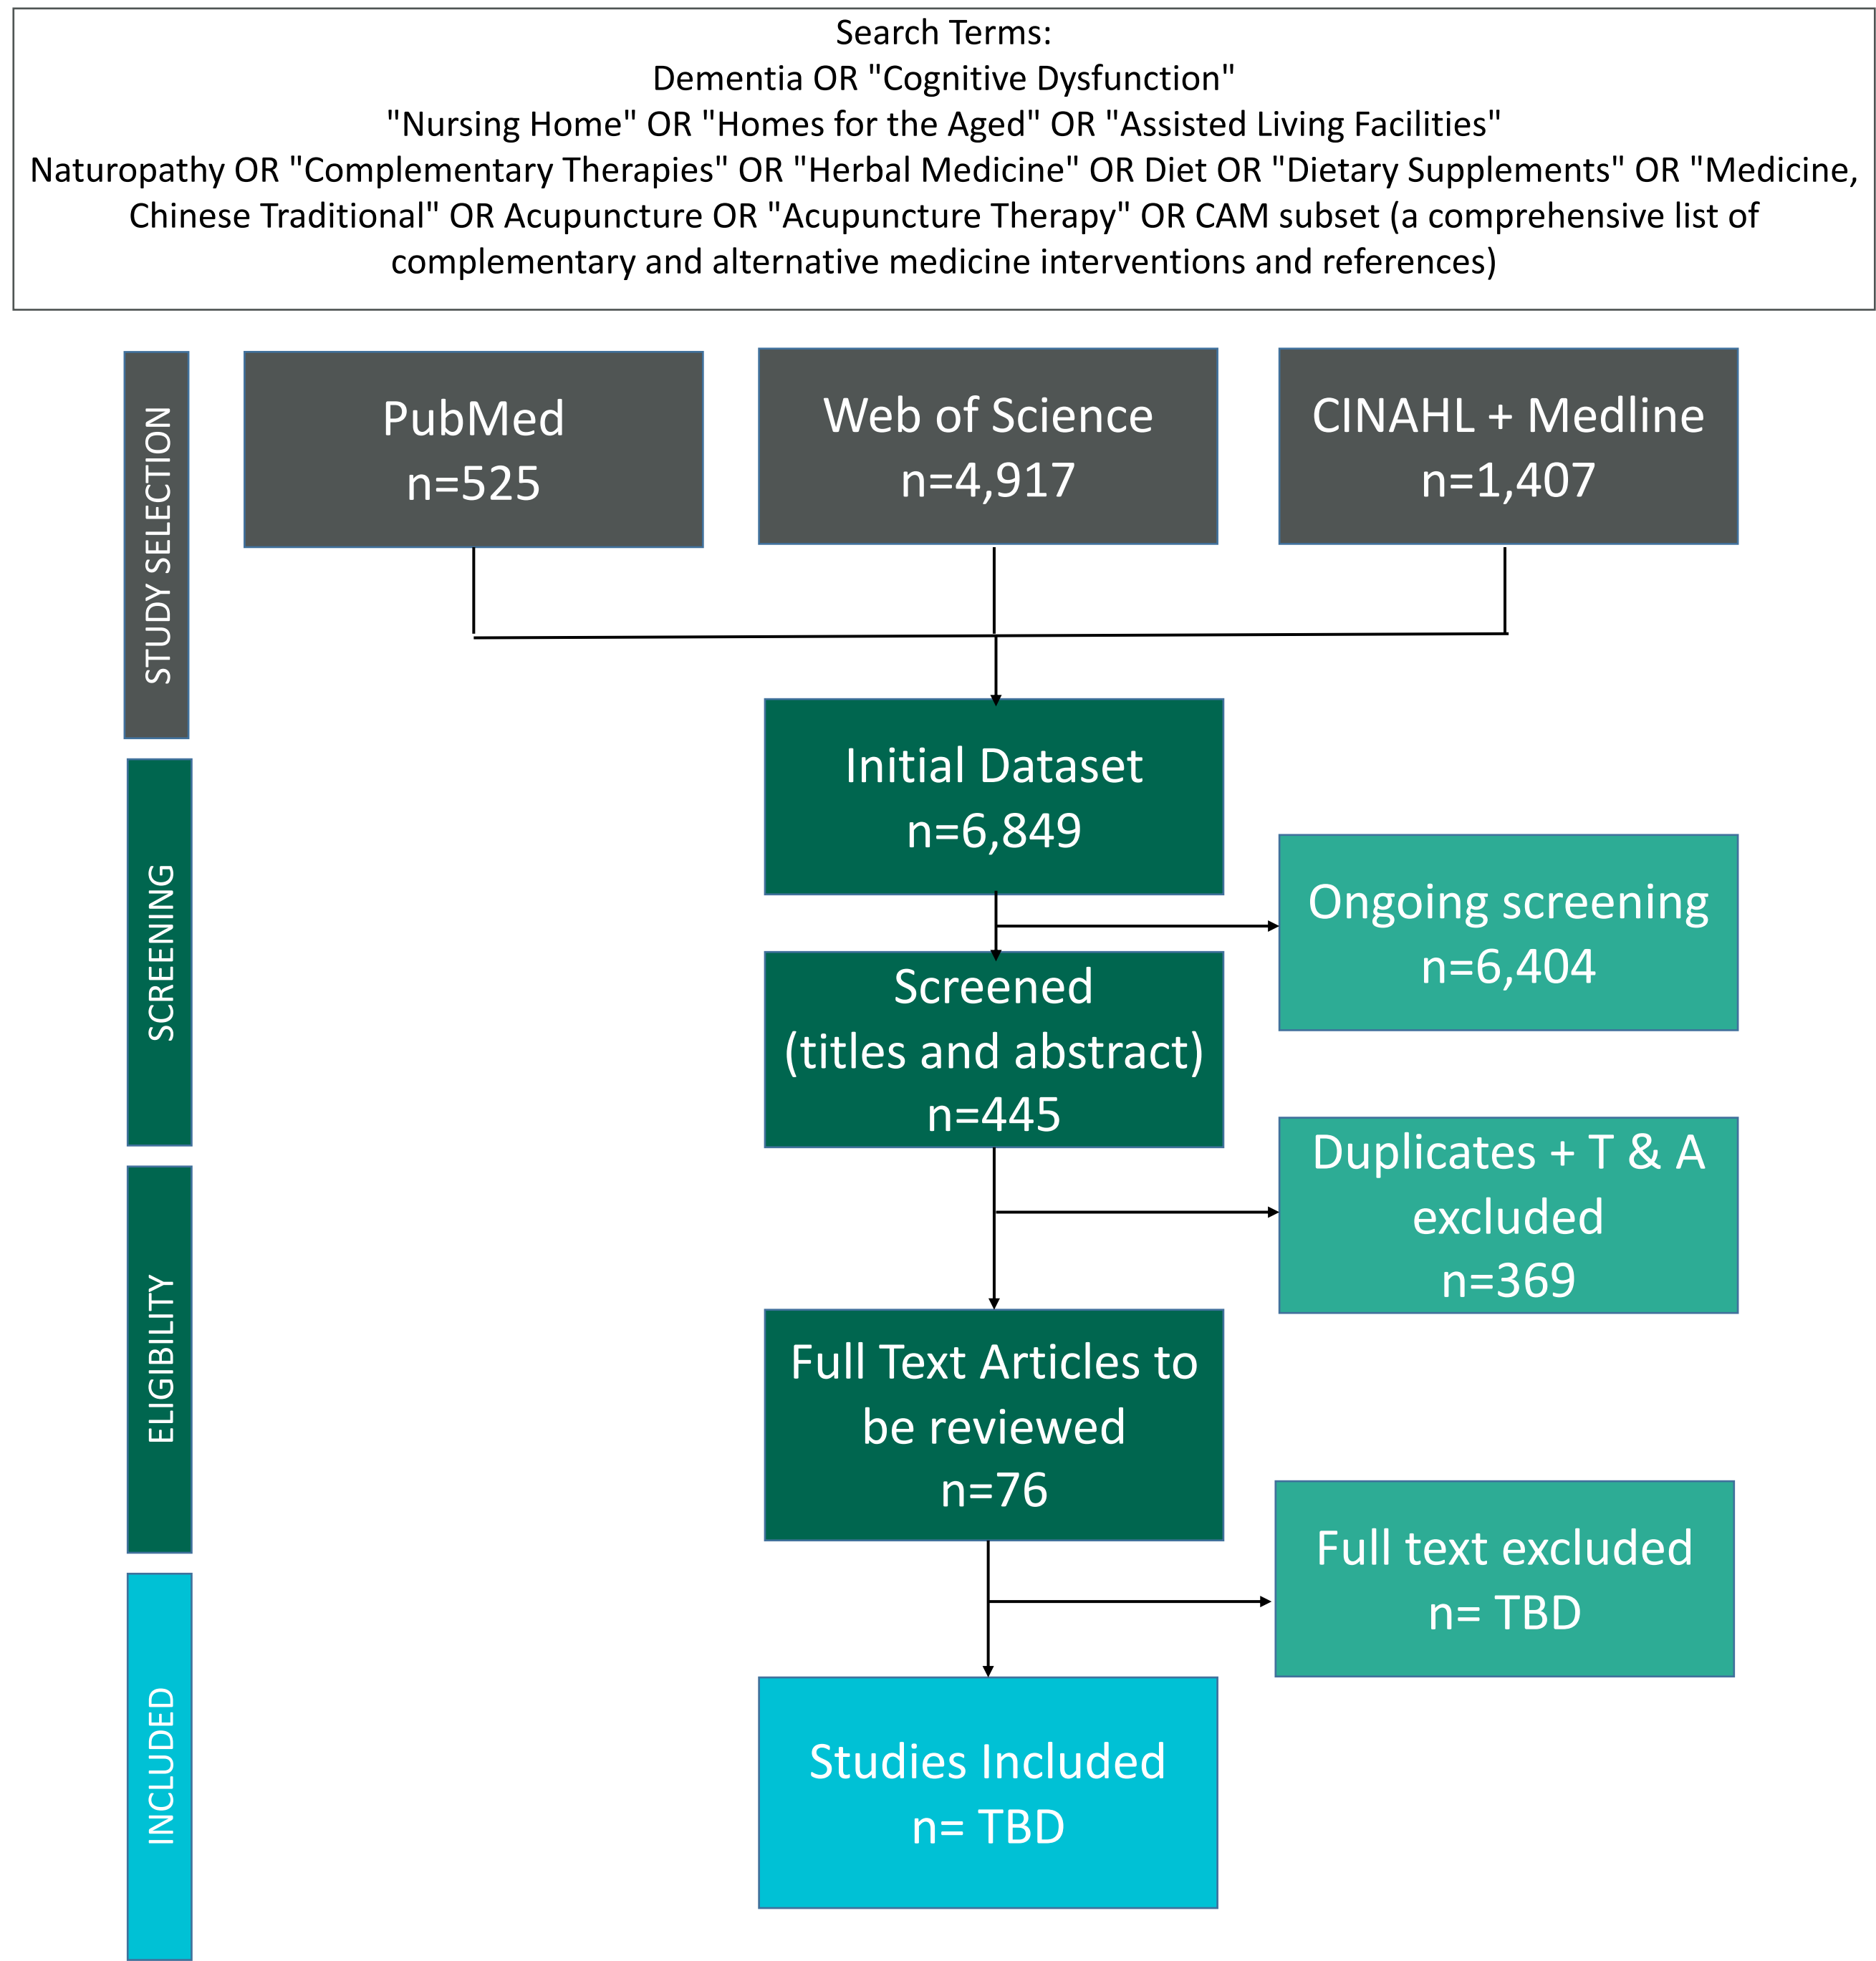 Search Terms:
Dementia OR "Cognitive Dysfunction"
"Nursing Home" OR "Homes for the Aged" OR "Assisted Living Facilities"
Naturopathy OR "Complementary Therapies" OR "Herbal Medicine" OR Diet OR "Dietary Supplements" OR "Medicine,
Chinese Traditional" OR Acupuncture OR "Acupuncture Therapy" OR CAM subset (a comprehensive list of
complementary and alternative medicine interventions and references)
STUDY SELECTION
PubMed
n=525
Web of Science
n=4,917
CINAHL + Medline
n=1,407
SCREENING
Initial Dataset
n=6,849
Ongoing screening
n=6,404
Screened
(titles and abstract)
n=445
Duplicates + T & A
excluded
n=369
ELIGIBILITY
Full Text Articles to
be reviewed
n=76
Full text excluded
n= TBD
INCLUDED
Studies Included
n= TBD